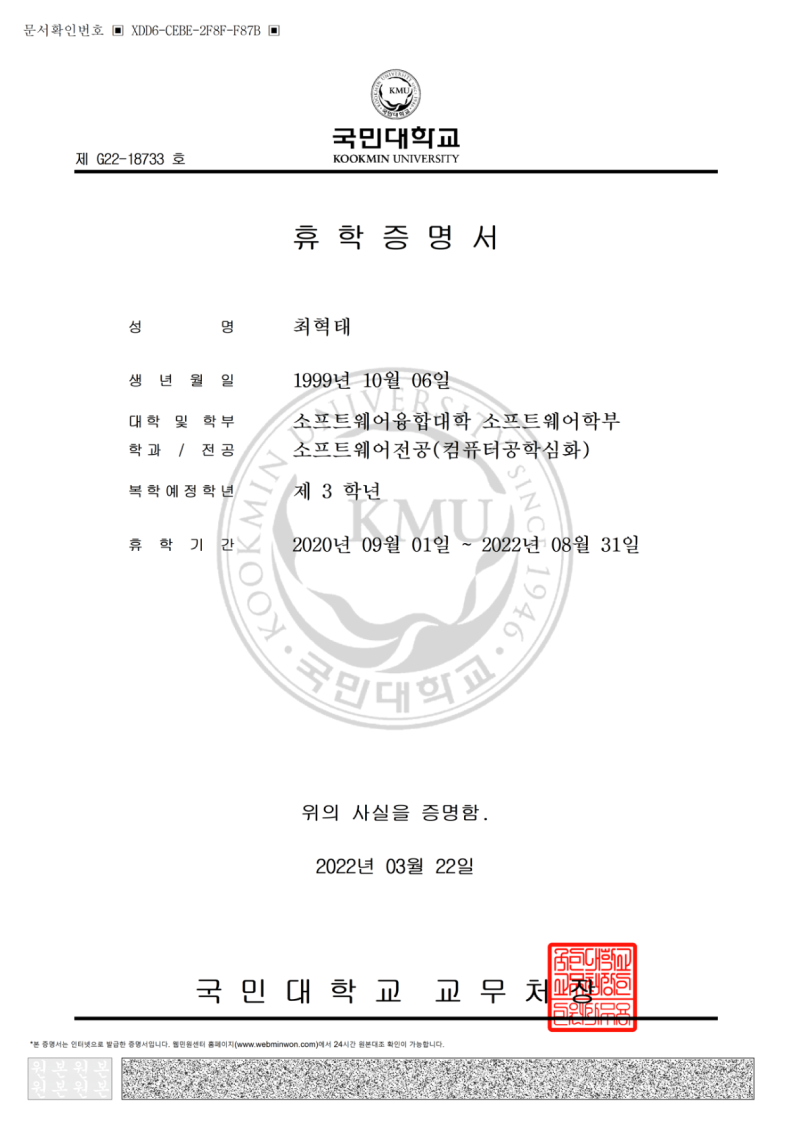 문서확인번호 ▣ XDD6-CEBE-2F8F-F87B ▣
KOOKMIN UNIVERSITY
KMU
국민대학교
국민대학교
KOOKMIN UNIVERSITY
제 G22-18733 호
휴 학 증 명 서
성 명 최혁태
생 년 월 일 1999년 10월 06일
대학 및 학부 소프트웨어융합대학 소프트웨어학부
학과 / 전공 소프트웨어전공(컴퓨터공학심화)
복학예정학년 제 3 학년
휴 학 기 간 2020년 09월 01일 ~ 2022년 08월 31일
KOOKMIN UNIVERSITY SINCE 1946
KMU
국민대학교
위의 사실을 증명함.
2022년 03월 22일
국 민 대 학 교 교 무 처 장
*본 증명서는 인터넷으로 발급한 증명서입니다. 웹민원센터 홈페이지(www.webminwon.com)에서 24시간 원본대조 확인이 가능합니다.
원본원본
원본원본